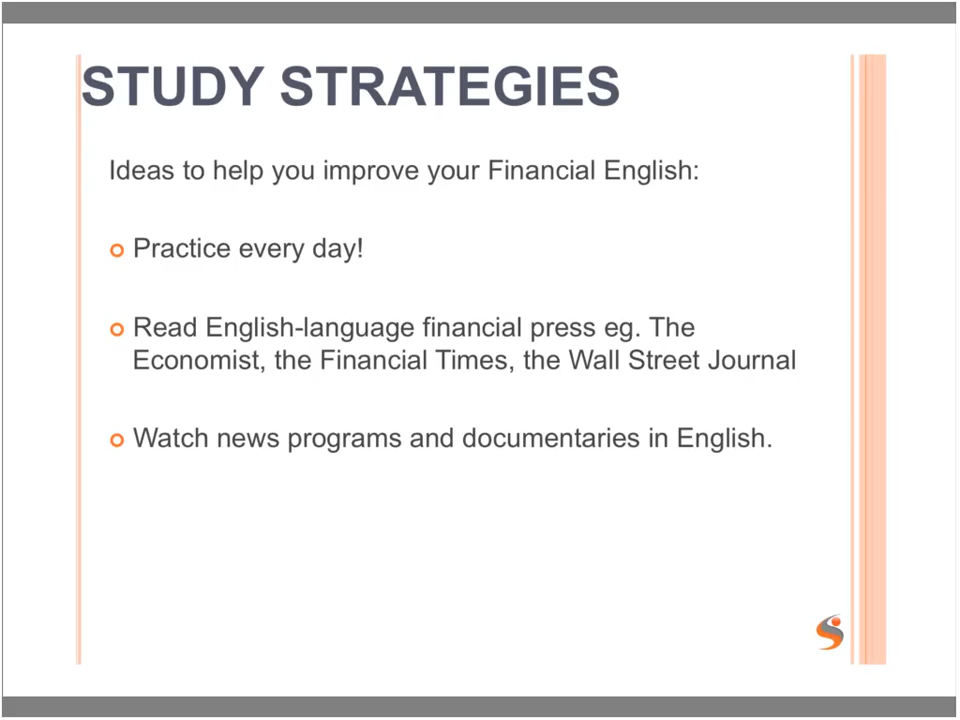 STUDY STRATEGIES
Ideas to help you improve your Financial English:
Practice every day!
Read English-language financial press eg. The
Economist, the Financial Times, the Wall Street Journal
Watch news programs and documentaries in English.